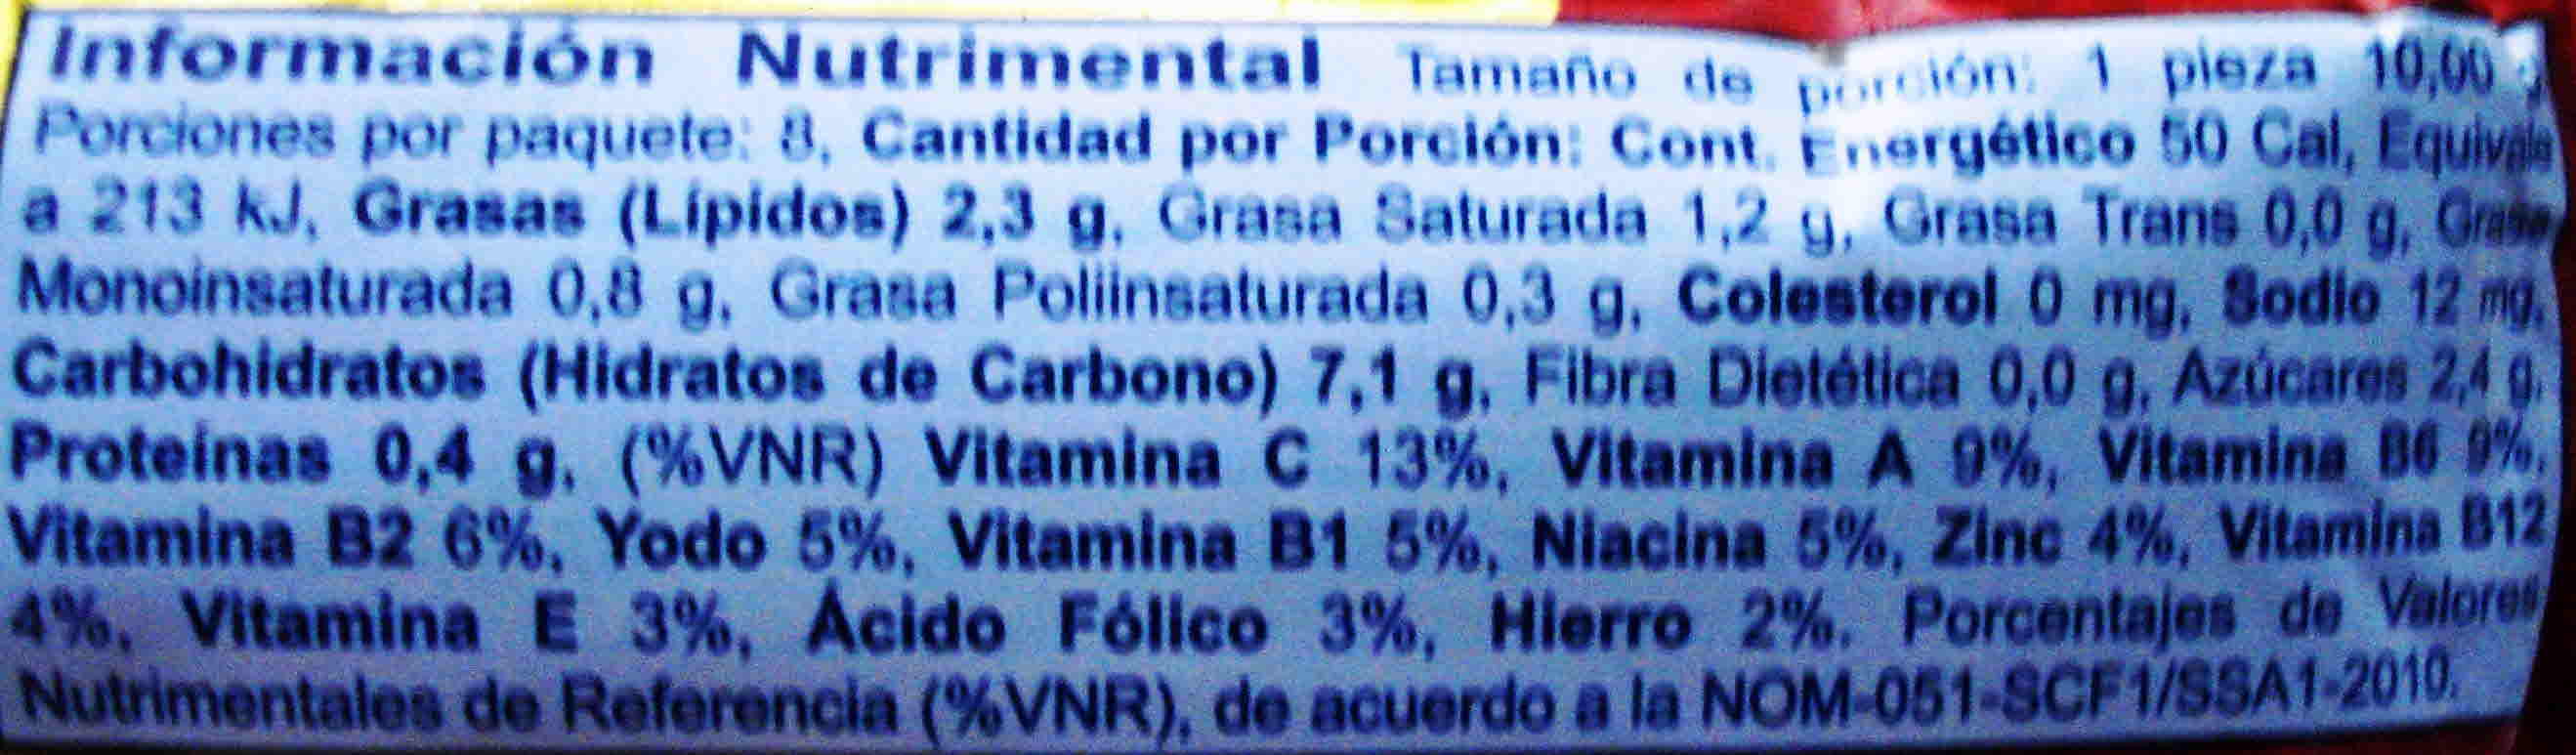 Información Nutrimental Tamaño de porción: 1 pieza 10,00 g
Porciones por paquete: 8, Cantidad por Porción: Cont. Energético 50 Cal, Equivale
a 213 kJ, Grasas (Lípidos) 2,3 g, Grasa Saturada 1,2 g, Grasa Trans 0,0 g, Grasa
Monoinsaturada 0,8 g, Grasa Poliinsaturada 0,3 g, Colesterol 0 mg, Sodio 12 mg,
Carbohidratos (Hidratos de Carbono) 7,1 g, Fibra Dietética 0,0 g, Azúcares 2,4 g,
Proteínas 0,4 g, (%VNR) Vitamina C 13%, Vitamina A 9%, Vitamina B6 9%,
Vitamina B2 6%, Yodo 5%, Vitamina B1 5%, Niacina 5%, Zinc 4%, Vitamina B12
4%, Vitamina E 3%, Ácido Fólico 3%, Hierro 2%. Porcentajes de Valores
Nutrimentales de Referencia (%VNR), de acuerdo a la NOM-051-SCF1/SSA1-2010.